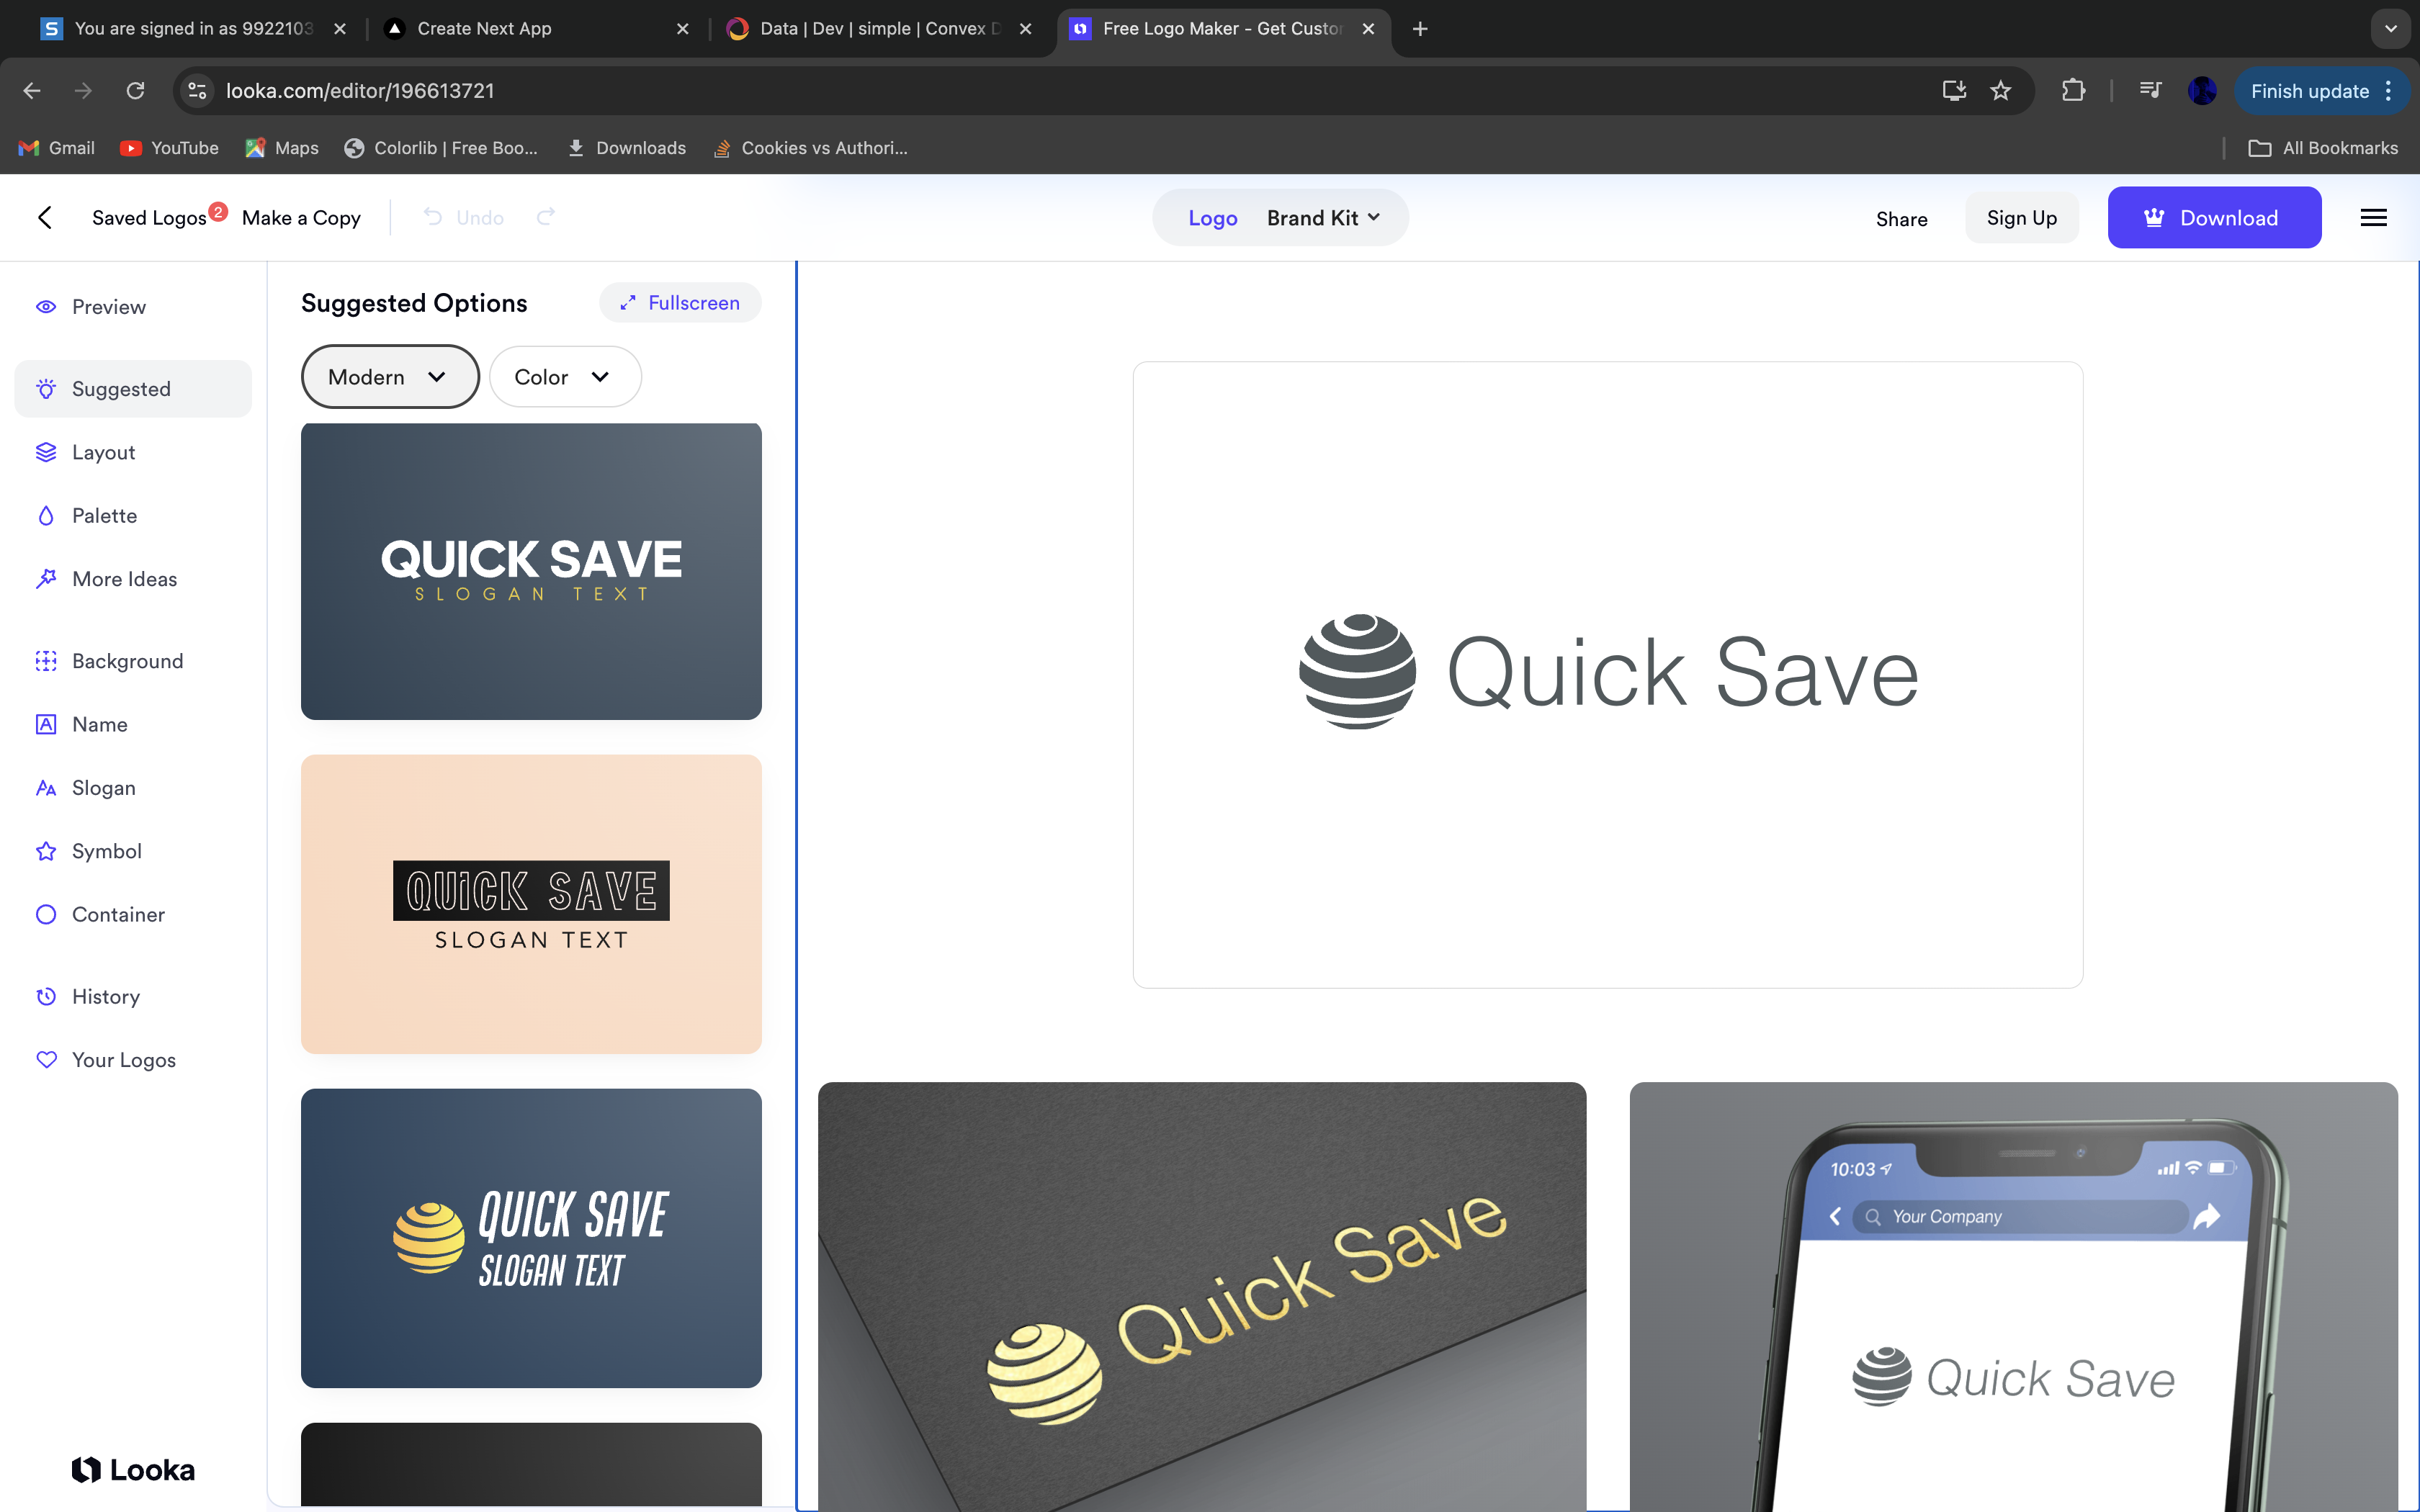 You are signed in as 9922103
Create Next App
Data | Dev | simple | Convex D
Free Logo Maker - Get Custor
looka.com/editor/196613721
Finish update
Gmail
YouTube
Maps
Colorlib | Free Boo...
Downloads
Cookies vs Authori...
All Bookmarks
Saved Logos 2
Make a Copy
Undo
Logo
Brand Kit
Share
Sign Up
Download
Preview
Suggested
Layout
Palette
More Ideas
Background
Name
Slogan
Symbol
Container
History
Your Logos
Looka
Suggested Options
Fullscreen
Modern
Color
QUICK SAVE
SLOGAN TEXT
QUICK SAVE
SLOGAN TEXT
QUICK SAVE
SLOGAN TEXT
Quick Save
Quick Save
10:03
Your Company
Quick Save